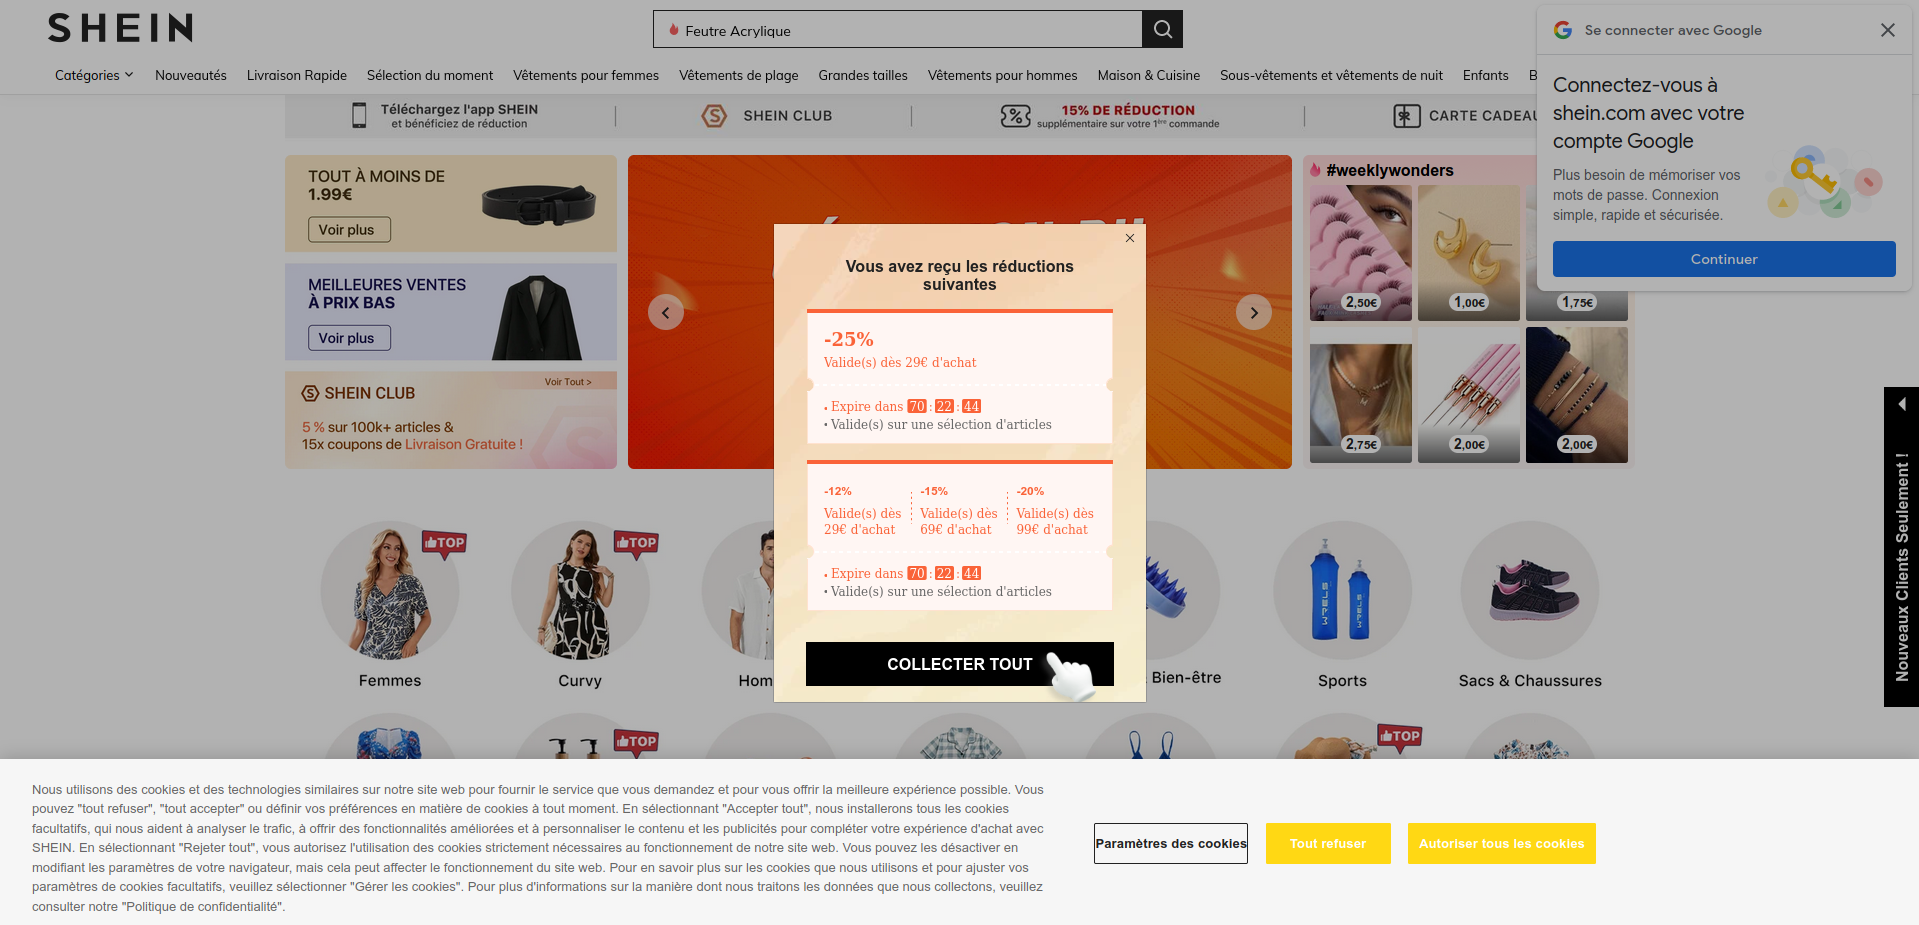 SHEIN
Feutre Acrylique
Se connecter avec Google
Catégories
Nouveautés
Livraison Rapide
Sélection du moment
Vêtements pour femmes
Vêtements de plage
Grandes tailles
Vêtements pour hommes
Maison & Cuisine
Sous-vêtements et vêtements de nuit
Enfants
B
Connectez-vous à
shein.com avec votre
compte Google
Plus besoin de mémoriser vos
mots de passe. Connexion
simple, rapide et sécurisée.
Continuer
Téléchargez l'app SHEIN
et bénéficiez de réduction
SHEIN CLUB
15% DE RÉDUCTION
supplémentaire sur votre 1ère commande
CARTE CADEAU
TOUT À MOINS DE
1.99€
Voir plus
MEILLEURES VENTES
À PRIX BAS
Voir plus
Voir Tout >
SHEIN CLUB
5 % sur 100k+ articles &
15x coupons de Livraison Gratuite !
#weeklywonders
2,50€
1,00€
1,75€
2,75€
2,00€
2,00€
Vous avez reçu les réductions
suivantes
-25%
Valide(s) dès 29€ d'achat
• Expire dans 70 : 22 : 44
• Valide(s) sur une sélection d'articles
-12%
Valide(s) dès
29€ d'achat
-15%
Valide(s) dès
69€ d'achat
-20%
Valide(s) dès
99€ d'achat
• Expire dans 70 : 22 : 44
• Valide(s) sur une sélection d'articles
COLLECTER TOUT
Nouveaux Clients Seulement !
TOP
TOP
Femmes
Curvy
Hom
Bien-être
Sports
Sacs & Chaussures
TOP
TOP
Nous utilisons des cookies et des technologies similaires sur notre site web pour fournir le service que vous demandez et pour vous offrir la meilleure expérience possible. Vous
pouvez "tout refuser", "tout accepter" ou définir vos préférences en matière de cookies à tout moment. En sélectionnant "Accepter tout", nous installerons tous les cookies
facultatifs, qui nous aident à analyser le trafic, à offrir des fonctionnalités améliorées et à personnaliser le contenu et les publicités pour compléter votre expérience d'achat avec
SHEIN. En sélectionnant "Rejeter tout", vous autorisez l'utilisation des cookies strictement nécessaires au fonctionnement de notre site web. Vous pouvez les désactiver en
modifiant les paramètres de votre navigateur, mais cela peut affecter le fonctionnement du site web. Pour en savoir plus sur les cookies que nous utilisons et pour ajuster vos
paramètres de cookies facultatifs, veuillez sélectionner "Gérer les cookies". Pour plus d'informations sur la manière dont nous traitons les données que nous collectons, veuillez
consulter notre "Politique de confidentialité".
Paramètres des cookies
Tout refuser
Autoriser tous les cookies